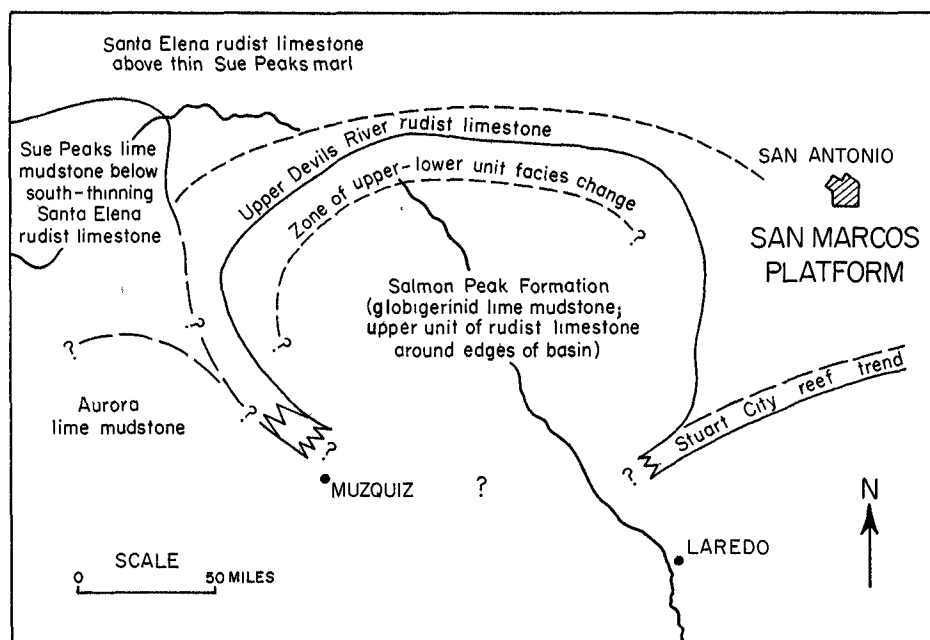 Santa Elena rudist limestone
above thin Sue Peaks marl
Sue Peaks lime
mudstone below
south-thinning
Santa Elena
rudist limestone
Upper Devils River rudist limestone
Zone of upper-lower unit facies change
?
SAN ANTONIO
SAN MARCOS
PLATFORM
Salmon Peak Formation
(globigerinid lime mudstone;
upper unit of rudist limestone
around edges of basin)
?
?
?
Aurora
lime mudstone
?
?
Stuart City reef trend
?
MUZQUIZ
?
N
LAREDO
SCALE
0 50 MILES